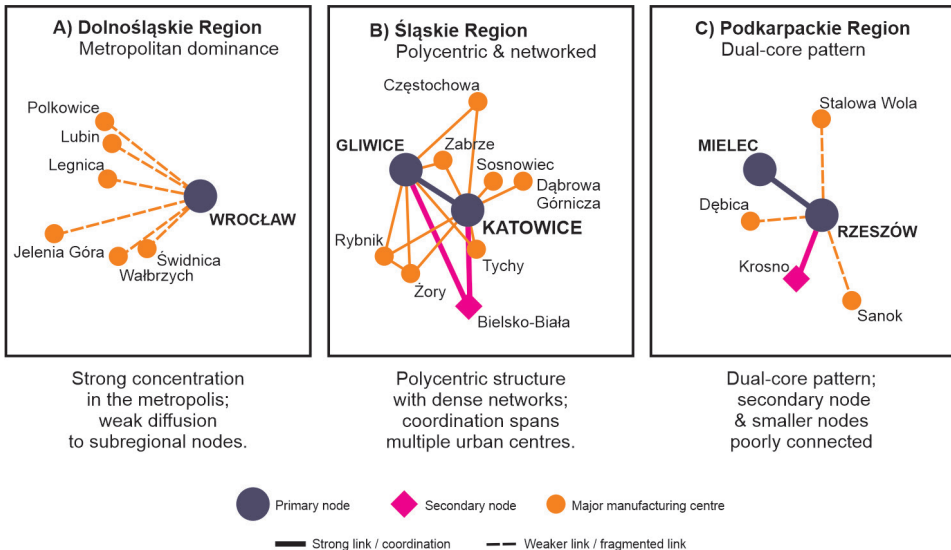 A) Dolnośląskie Region
Metropolitan dominance
Polkowice
Lubin
Legnica
WROCŁAW
Jelenia Góra
Świdnica
Wałbrzych
Strong concentration
in the metropolis;
weak diffusion
to subregional nodes.
B) Śląskie Region
Polycentric & networked
Częstochowa
GLIWICE
Zabrze
Sosnowiec
Dąbrowa
Górnicza
KATOWICE
Rybnik
Tychy
Żory
Bielsko-Biała
Polycentric structure
with dense networks;
coordination spans
multiple urban centres.
C) Podkarpackie Region
Dual-core pattern
Stalowa Wola
MIELEC
Dębica
RZESZÓW
Krosno
Sanok
Dual-core pattern;
secondary node
& smaller nodes
poorly connected
Primary node
Secondary node
Major manufacturing centre
Strong link / coordination
Weaker link / fragmented link